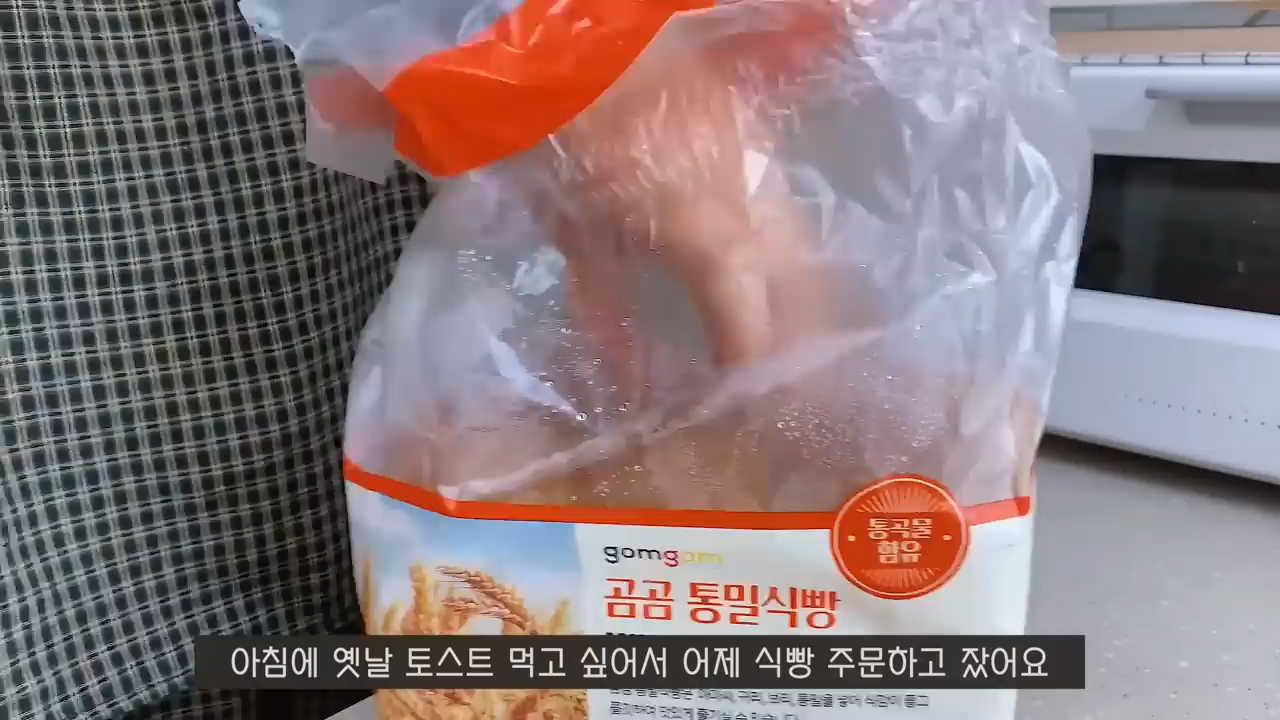 통곡물
함유
gomgom
곰곰 통밀식빵
아침에 옛날 토스트 먹고 싶어서 어제 식빵 주문하고 잤어요